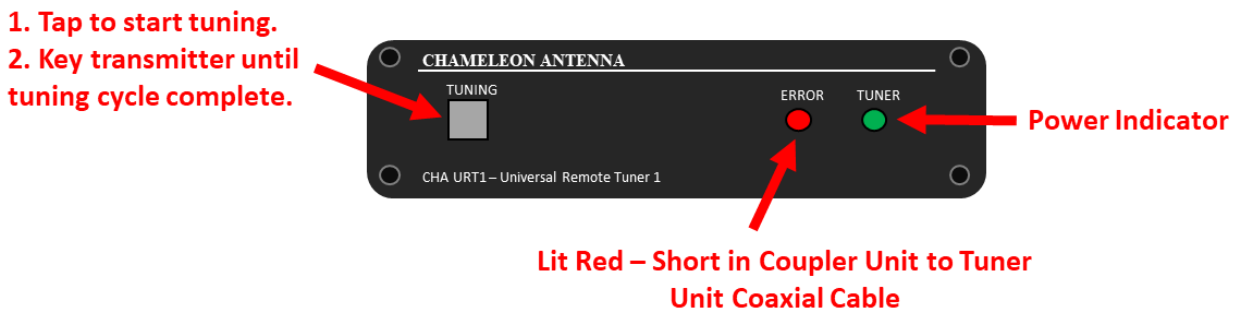 1. Tap to start tuning.
2. Key transmitter until
tuning cycle complete.
CHAMELEON ANTENNA
TUNING
ERROR
TUNER
Power Indicator
CHA URT1 – Universal Remote Tuner 1
Lit Red – Short in Coupler Unit to Tuner
Unit Coaxial Cable